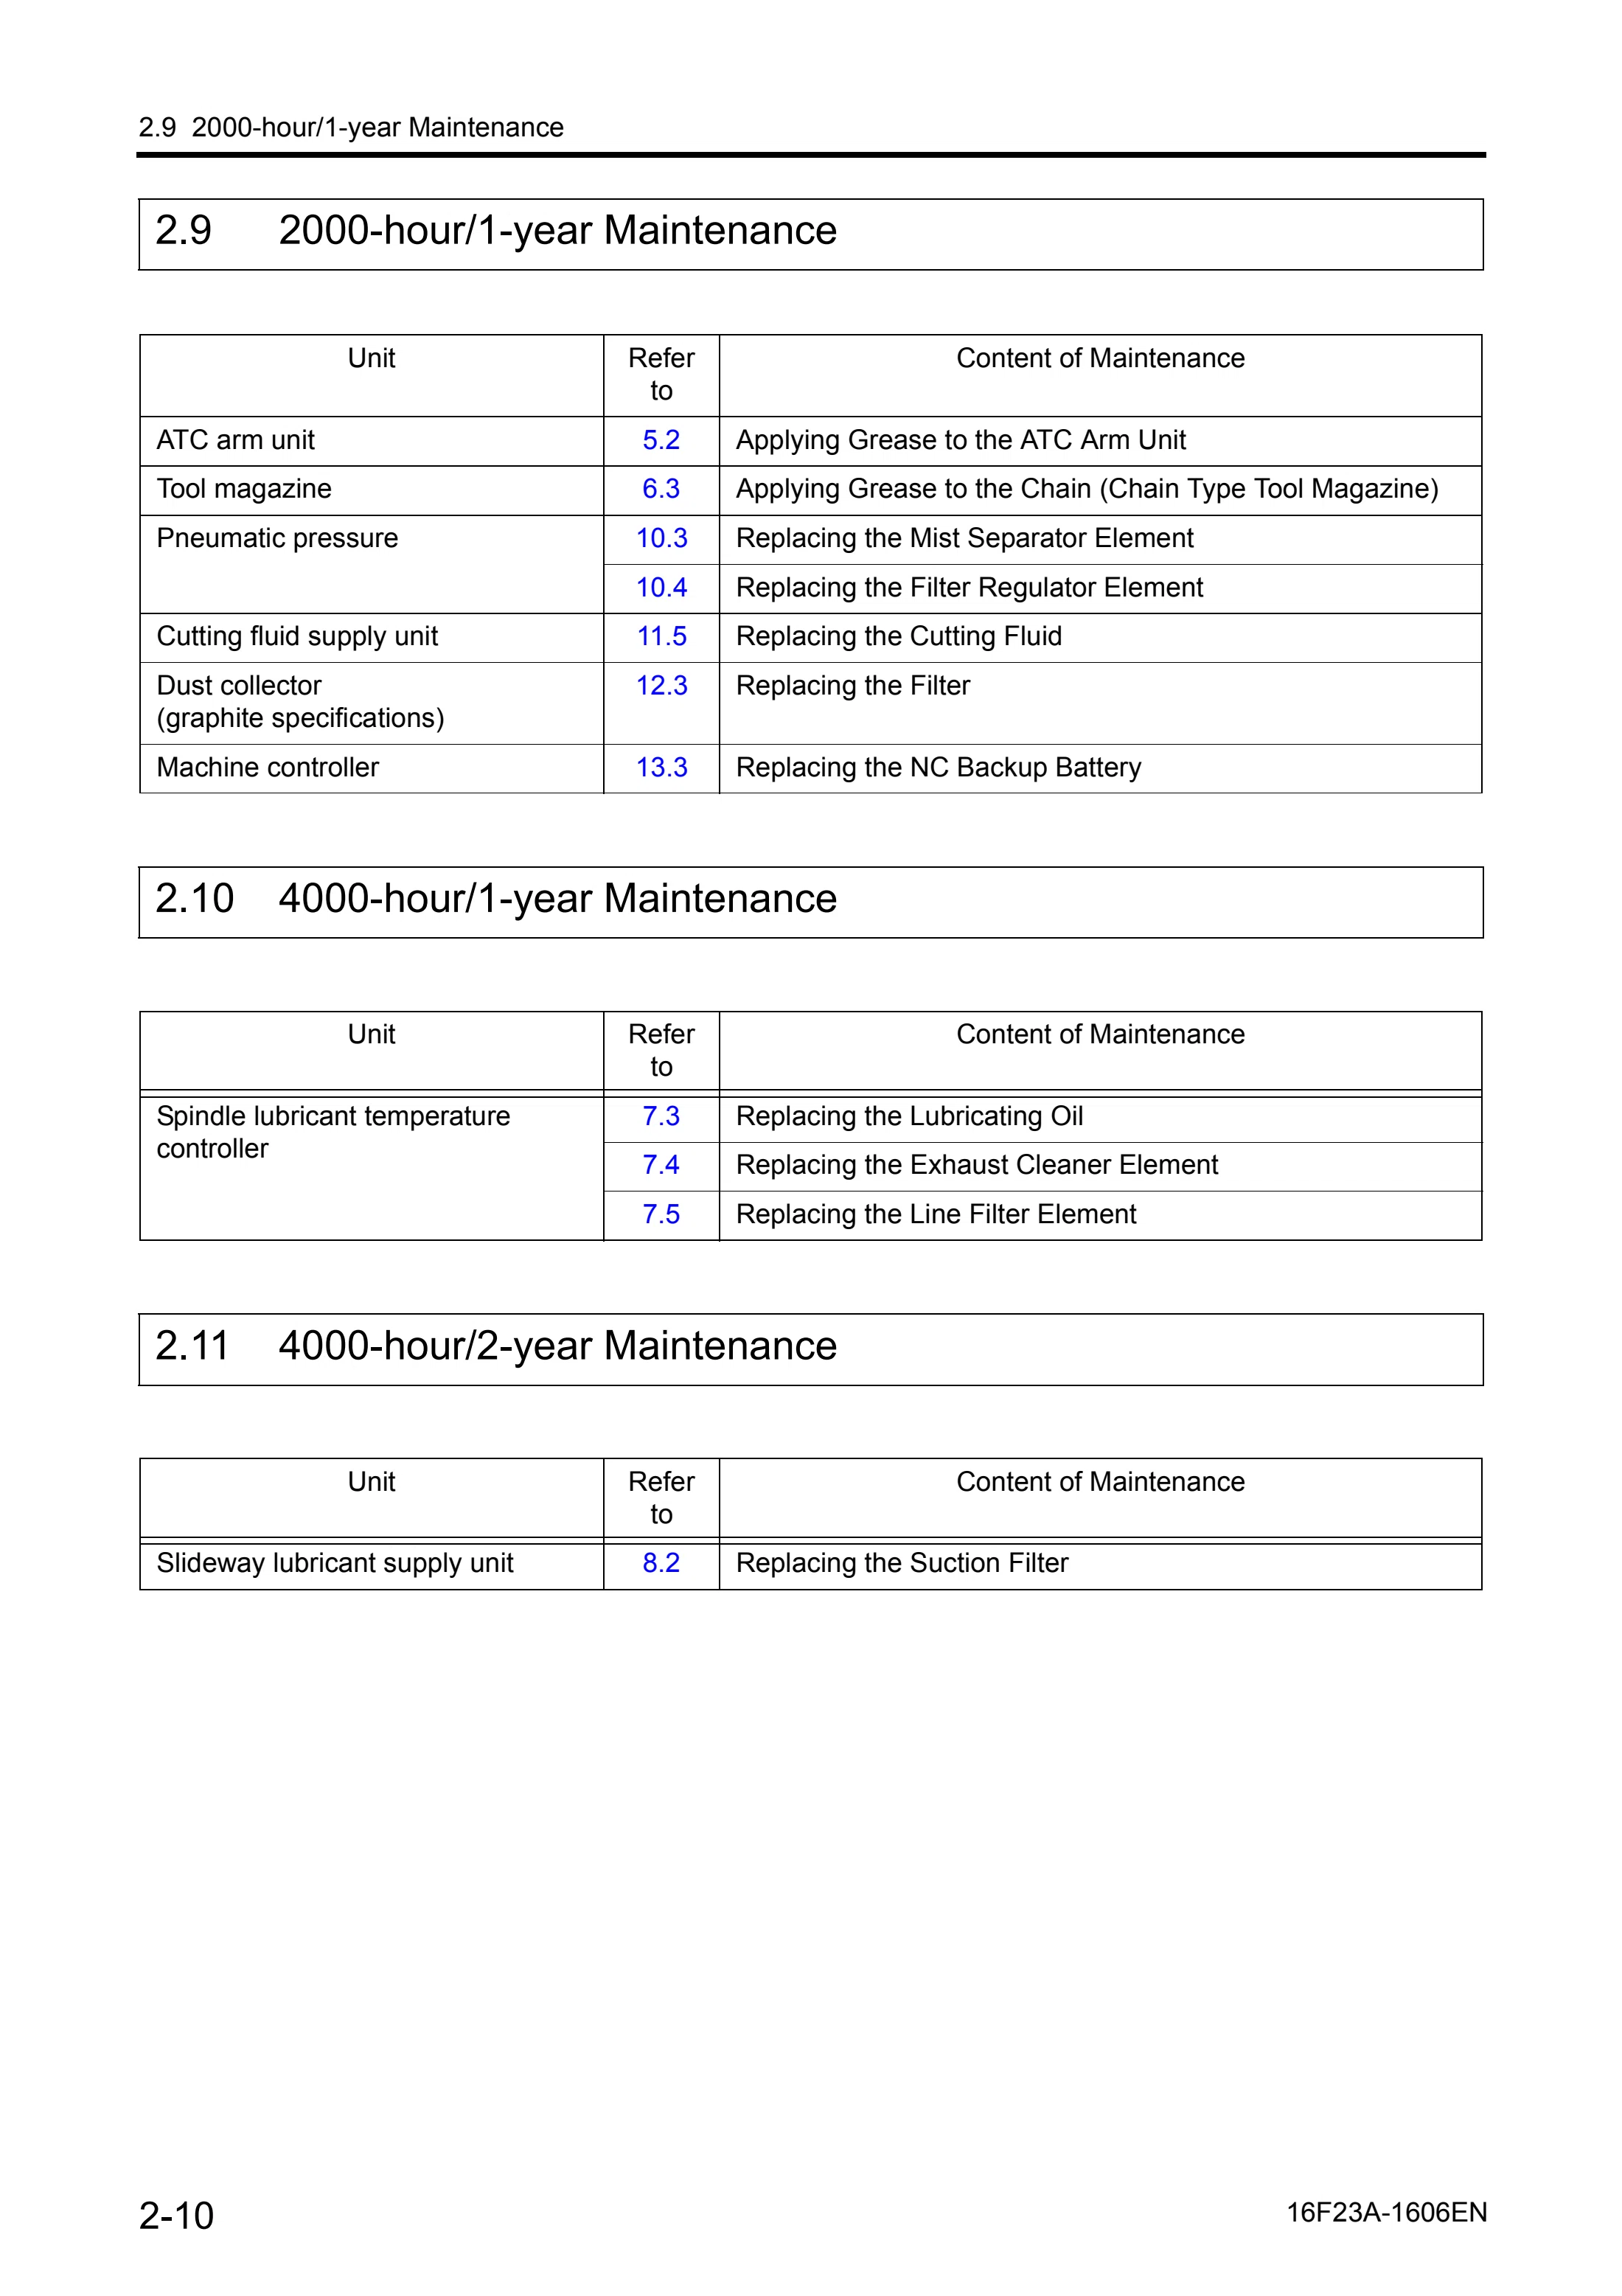 2.9 2000-hour/1-year Maintenance
2.9 2000-hour/1-year Maintenance
Unit Refer to Content of Maintenance
ATC arm unit 5.2 Applying Grease to the ATC Arm Unit
Tool magazine 6.3 Applying Grease to the Chain (Chain Type Tool Magazine)
Pneumatic pressure 10.3 Replacing the Mist Separator Element
10.4 Replacing the Filter Regulator Element
Cutting fluid supply unit 11.5 Replacing the Cutting Fluid
Dust collector 12.3 Replacing the Filter
(graphite specifications)
Machine controller 13.3 Replacing the NC Backup Battery
2.10 4000-hour/1-year Maintenance
Unit Refer to Content of Maintenance
Spindle lubricant temperature 7.3 Replacing the Lubricating Oil
controller
7.4 Replacing the Exhaust Cleaner Element
7.5 Replacing the Line Filter Element
2.11 4000-hour/2-year Maintenance
Unit Refer to Content of Maintenance
Slideway lubricant supply unit 8.2 Replacing the Suction Filter
2-10
16F23A-1606EN